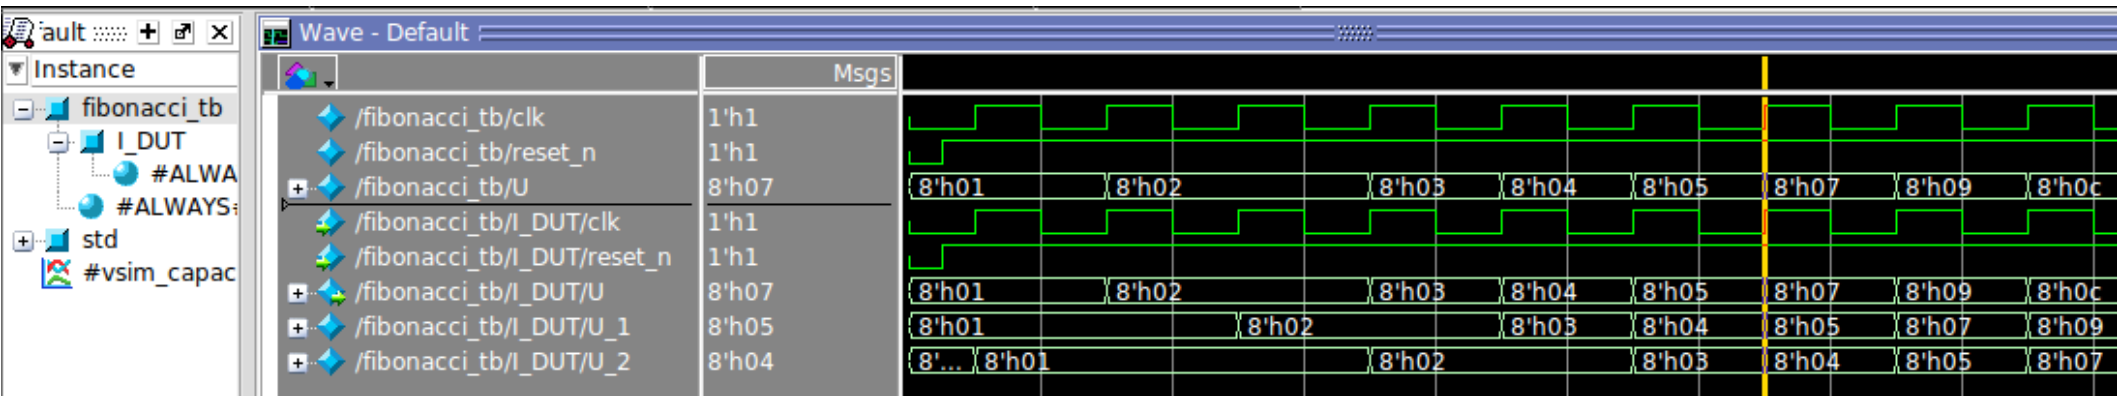 ault
Wave - Default
Instance
Msgs
fibonacci_tb
I_DUT
#ALWA
#ALWAYS
std
#vsim_capac
/fibonacci_tb/clk 1'h1
/fibonacci_tb/reset_n 1'h1
/fibonacci_tb/U 8'h07 8'h01 8'h02 8'h03 8'h04 8'h05 8'h07 8'h09 8'h0c
/fibonacci_tb/I_DUT/clk 1'h1
/fibonacci_tb/I_DUT/reset_n 1'h1
/fibonacci_tb/I_DUT/U 8'h07 8'h01 8'h02 8'h03 8'h04 8'h05 8'h07 8'h09 8'h0c
/fibonacci_tb/I_DUT/U_1 8'h05 8'h01 8'h02 8'h03 8'h04 8'h05 8'h07 8'h09
/fibonacci_tb/I_DUT/U_2 8'h04 8'... 8'h01 8'h02 8'h03 8'h04 8'h05 8'h07